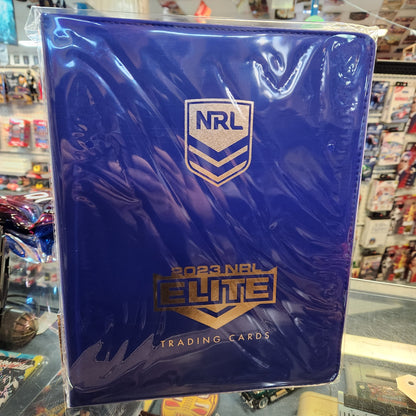 NRL
2023 NRL
ELITE
TRADING CARDS